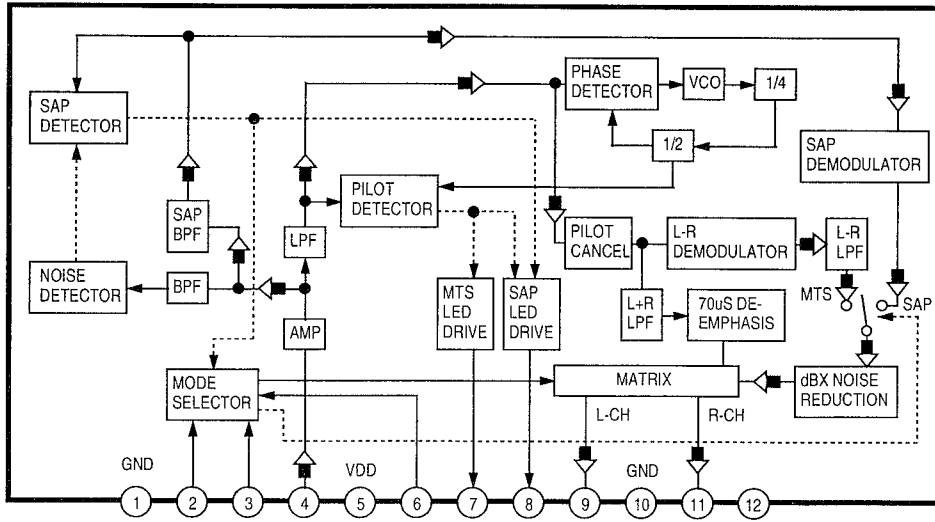 SAP
DETECTOR
PHASE
DETECTOR
VCO
1/4
1/2
SAP
DEMODULATOR
SAP
BPF
LPF
PILOT
DETECTOR
PILOT
CANCEL
L-R
DEMODULATOR
L-R
LPF
NOISE
DETECTOR
BPF
AMP
MTS
LED
DRIVE
SAP
LED
DRIVE
L+R
LPF
70uS DE-
EMPHASIS
MTS
SAP
MODE
SELECTOR
MATRIX
dBX NOISE
REDUCTION
L-CH
R-CH
GND
VDD
GND
1 2 3 4 5 6 7 8 9 10 11 12